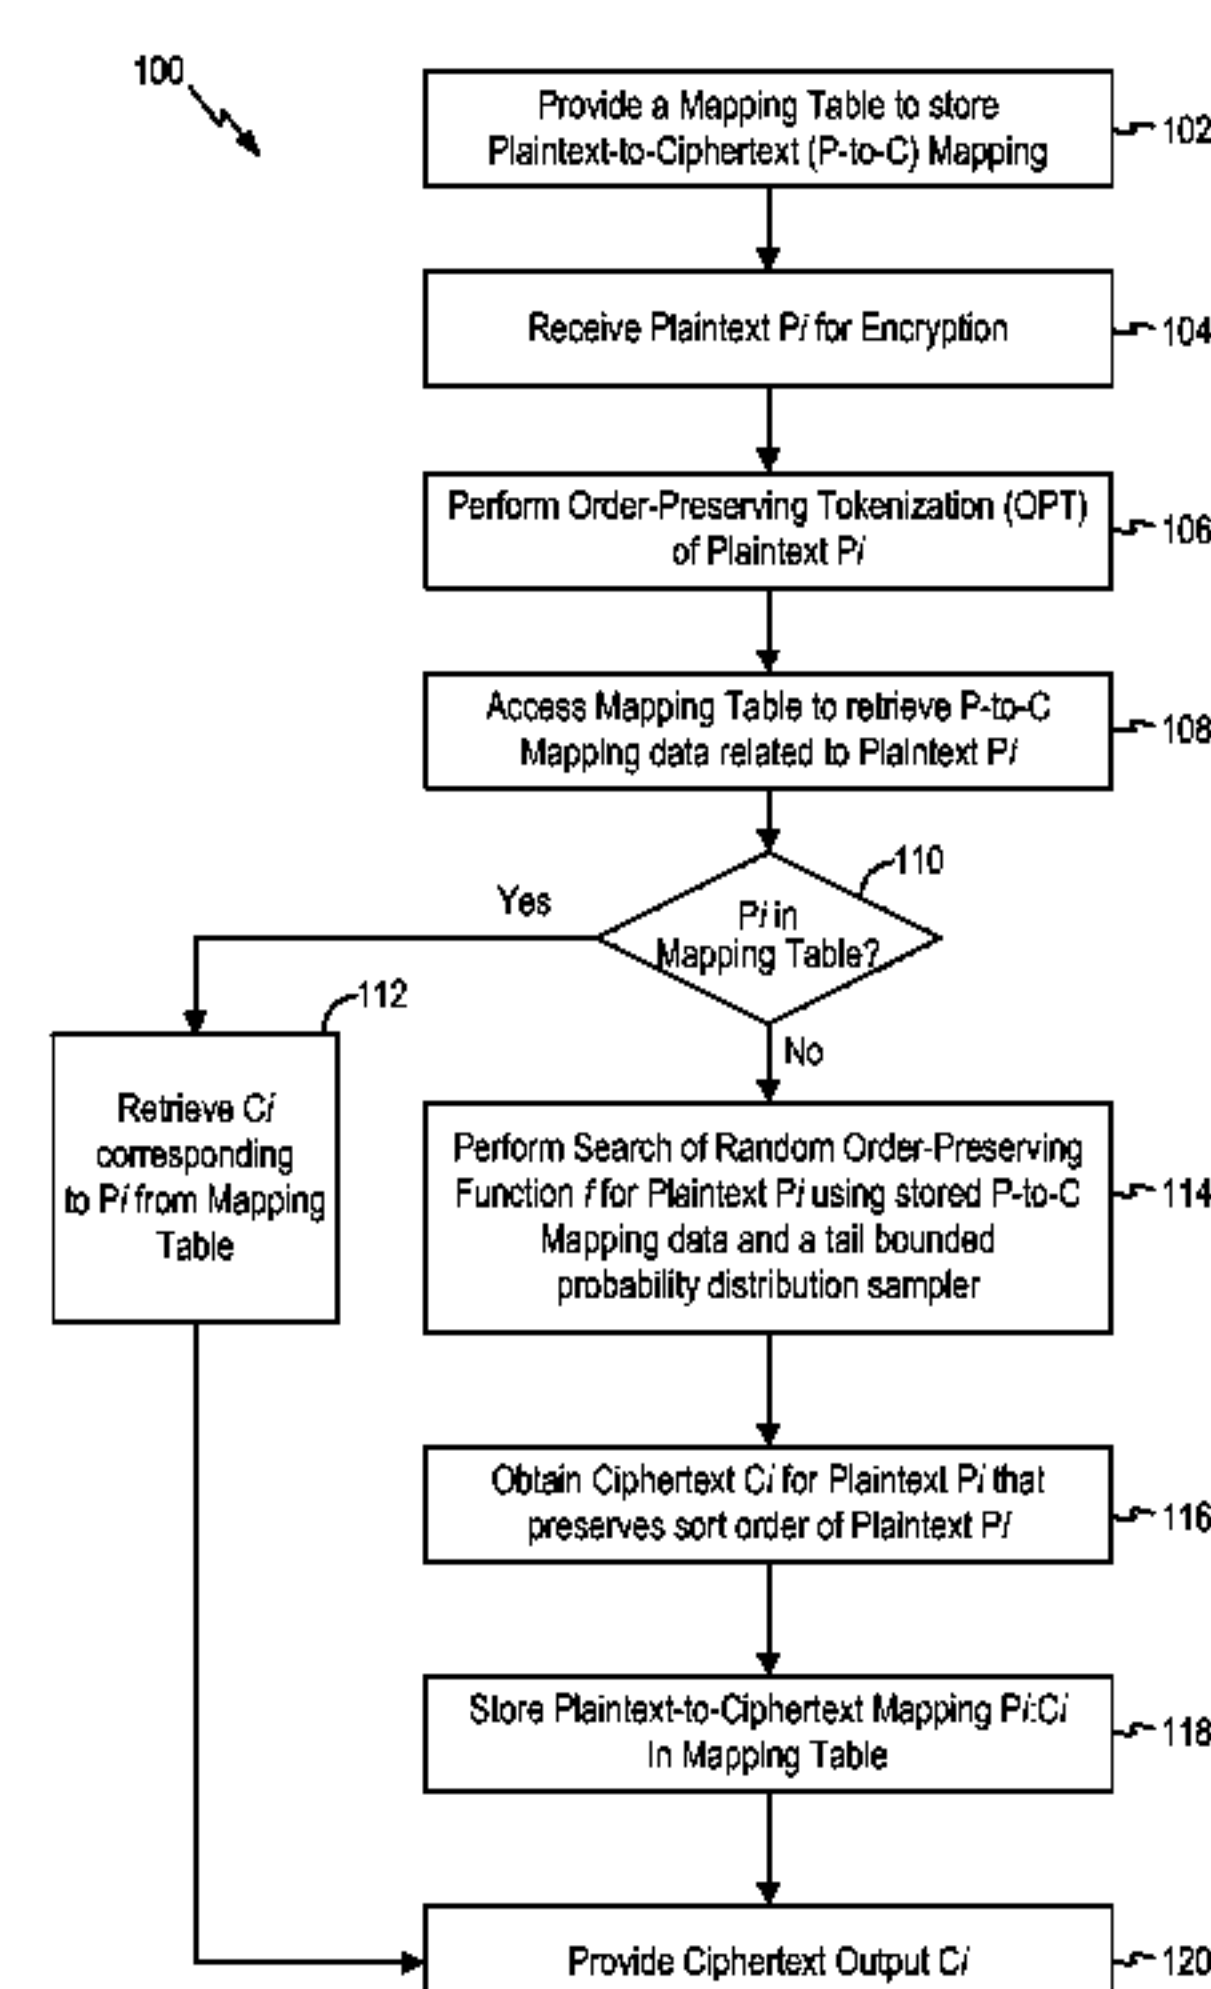 100
Provide a Mapping Table to store
Plaintext-to-Ciphertext (P-to-C) Mapping
102
Receive Plaintext Pi for Encryption
104
Perform Order-Preserving Tokenization (OPT)
of Plaintext Pi
106
Access Mapping Table to retrieve P-to-C
Mapping data related to Plaintext Pi
108
110
Pi in
Mapping Table?
Yes
No
112
Retrieve Ci
corresponding
to Pi from Mapping
Table
Perform Search of Random Order-Preserving
Function f for Plaintext Pi using stored P-to-C
Mapping data and a tail bounded
probability distribution sampler
114
Obtain Ciphertext Ci for Plaintext Pi that
preserves sort order of Plaintext Pi
116
Store Plaintext-to-Ciphertext Mapping Pi:Ci
in Mapping Table
118
Provide Ciphertext Output Ci
120